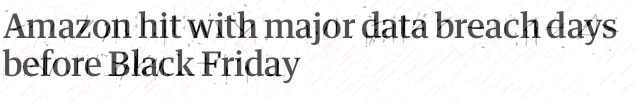 Amazon hit with major data breach days
before Black Friday